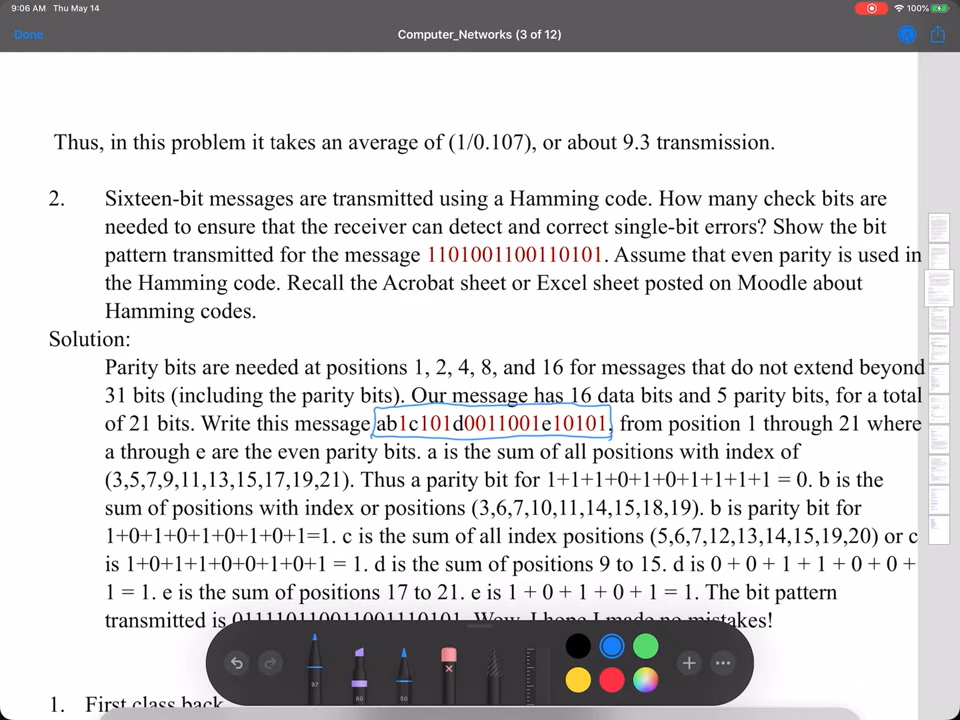 9:06 AM Thu May 14
100%
Done
Computer_Networks (3 of 12)
Thus, in this problem it takes an average of (1/0.107), or about 9.3 transmission.
2. Sixteen-bit messages are transmitted using a Hamming code. How many check bits are
needed to ensure that the receiver can detect and correct single-bit errors? Show the bit
pattern transmitted for the message 1101001100110101. Assume that even parity is used in
the Hamming code. Recall the Acrobat sheet or Excel sheet posted on Moodle about
Hamming codes.
Solution:
Parity bits are needed at positions 1, 2, 4, 8, and 16 for messages that do not extend beyond
31 bits (including the parity bits). Our message has 16 data bits and 5 parity bits, for a total
of 21 bits. Write this message ab1c101d0011001e10101, from position 1 through 21 where
a through e are the even parity bits. a is the sum of all positions with index of
(3,5,7,9,11,13,15,17,19,21). Thus a parity bit for 1+1+1+0+1+0+1+1+1+1 = 0. b is the
sum of positions with index or positions (3,6,7,10,11,14,15,18,19). b is parity bit for
1+0+1+0+1+0+1+0+1=1. c is the sum of all index positions (5,6,7,12,13,14,15,19,20) or c
is 1+0+1+1+0+0+1+0+1 = 1. d is the sum of positions 9 to 15. d is 0 + 0 + 1 + 1 + 0 + 0 +
1 = 1. e is the sum of positions 17 to 21. e is 1 + 0 + 1 + 0 + 1 = 1. The bit pattern
transmitted is 011110110011001110101. Wow, I hope I made no mistakes!
97
80
50
1. First class back